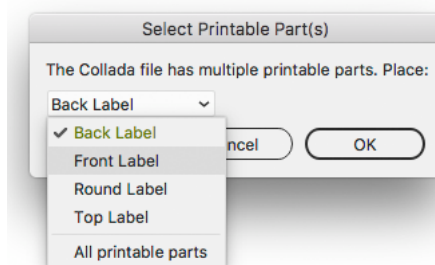 Select Printable Part(s)
The Collada file has multiple printable parts. Place:
Back Label
✓ Back Label
Front Label
Round Label
Top Label
All printable parts
OK